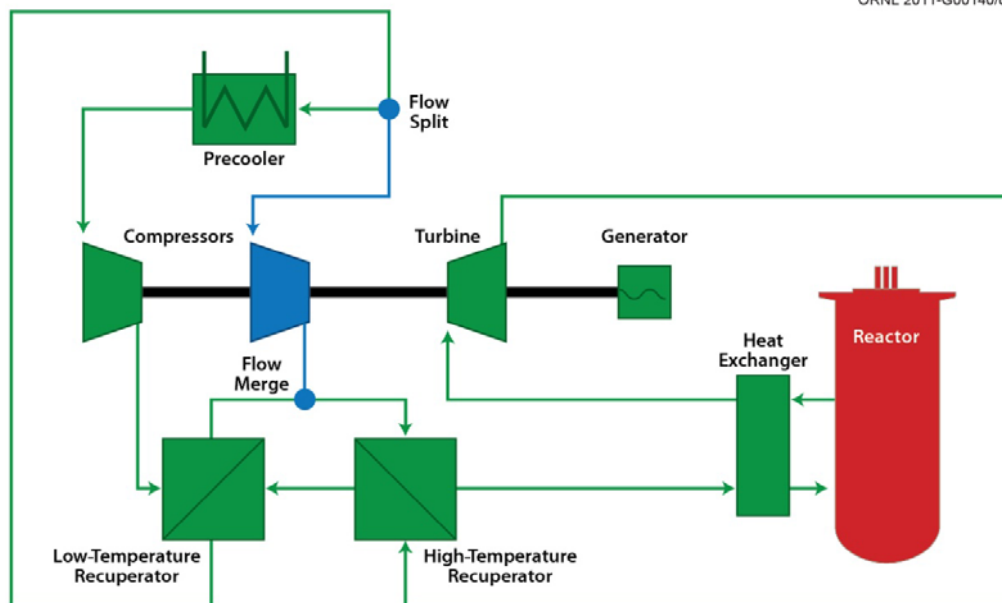 Flow
Split
Precooler
Compressors
Turbine
Generator
Reactor
Heat
Exchanger
Flow
Merge
Low-Temperature
Recuperator
High-Temperature
Recuperator